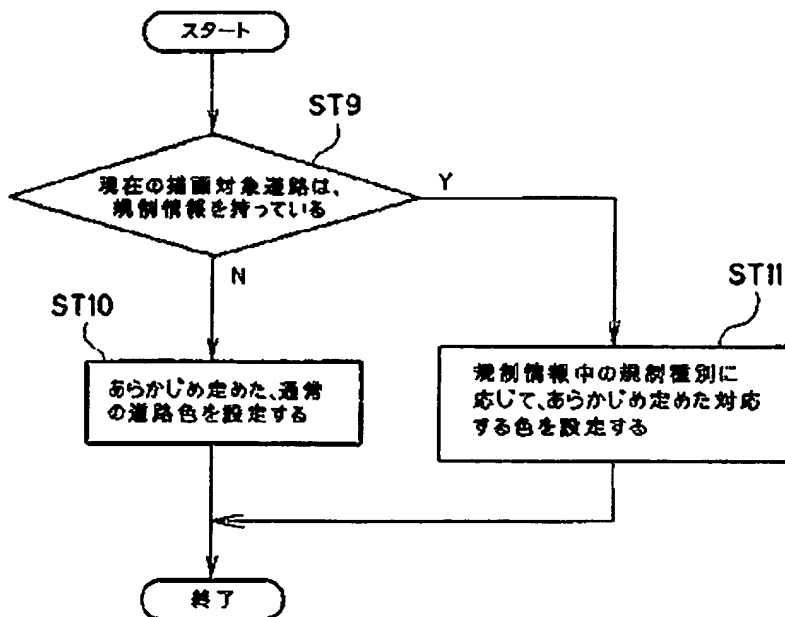 スタート
ST9
現在の描画対象道路は、
規制情報を持っている
Y
N
ST10
ST11
あらかじめ定めた、通常
の道路色を設定する
規制情報中の規制種別に
応じて、あらかじめ定めた対応
する色を設定する
終了